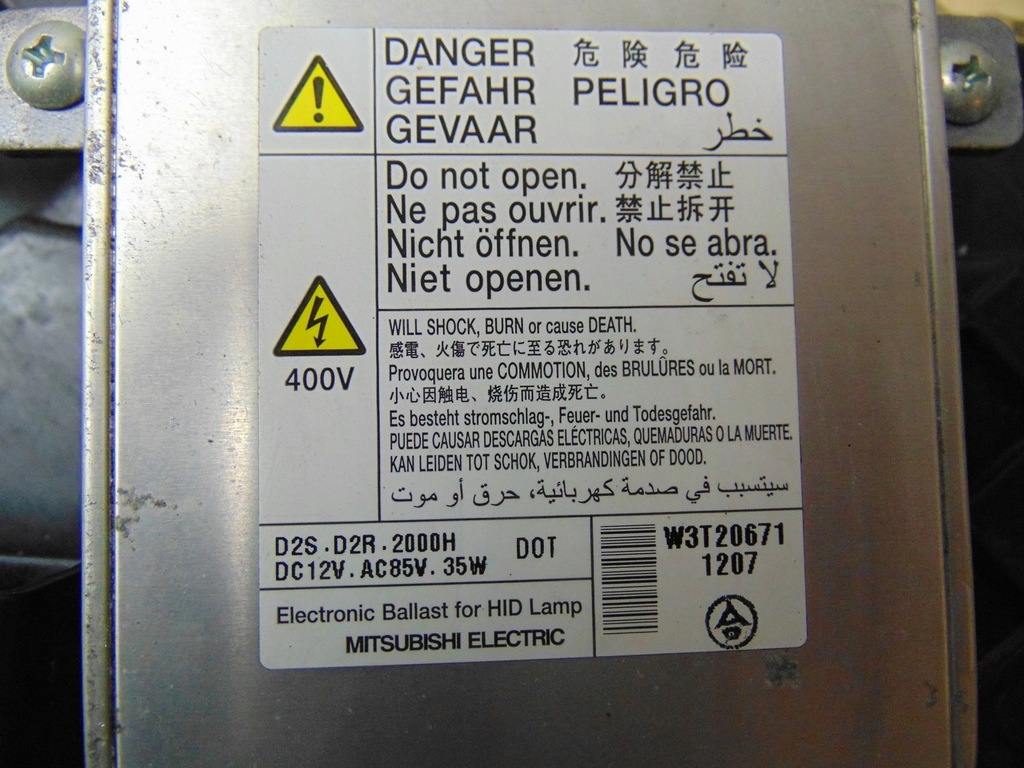 DANGER 危険 危险
GEFAHR PELIGRO
GEVAAR خطر
Do not open. 分解禁止
Ne pas ouvrir. 禁止拆开
Nicht öffnen. No se abra.
Niet openen. لا تفتح
400V
WILL SHOCK, BURN or cause DEATH.
感電、火傷で死亡に至る恐れがあります。
Provoquera une COMMOTION, des BRULÛRES ou la MORT.
小心因触电、烧伤而造成死亡。
Es besteht stromschlag-, Feuer- und Todesgefahr.
PUEDE CAUSAR DESCARGAS ELÉCTRICAS, QUEMADURAS O LA MUERTE.
KAN LEIDEN TOT SCHOK, VERBRANDINGEN OF DOOD.
سيتسبب في صدمة كهربائية، حرق أو موت
D2S.D2R.2000H DOT
DC12V.AC85V.35W
Electronic Ballast for HID Lamp
MITSUBISHI ELECTRIC
W3T20671
1207
合